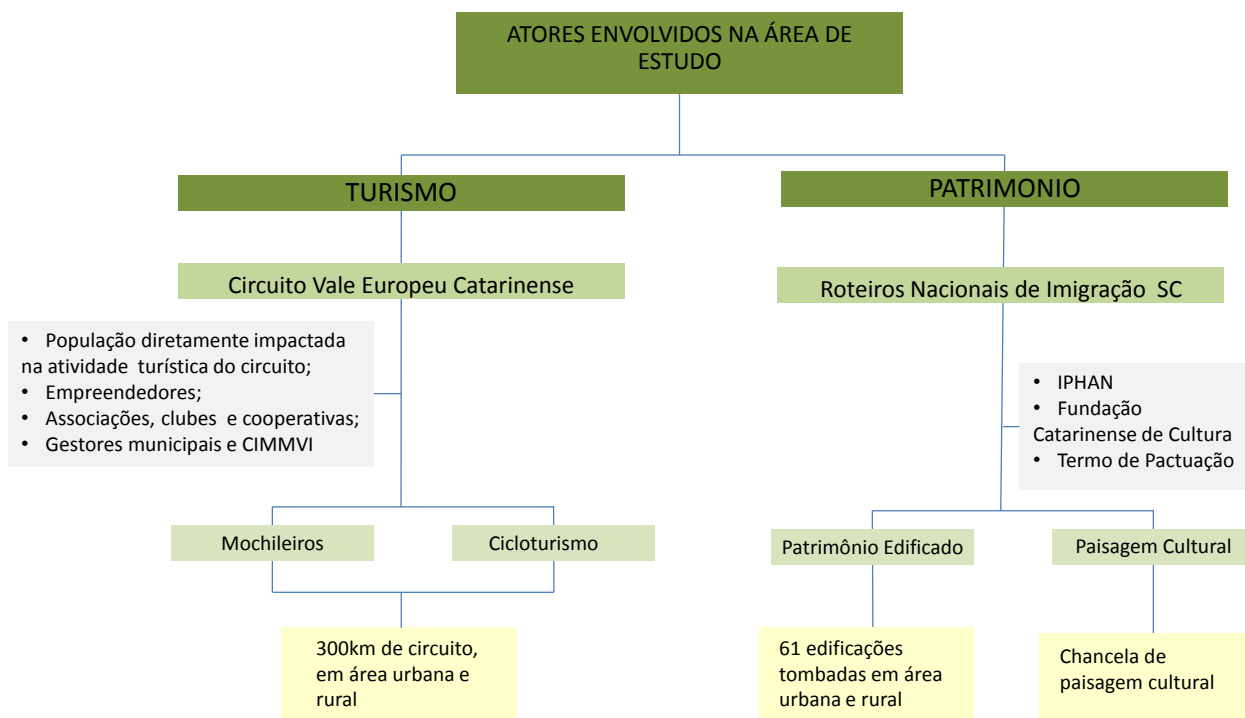 ATORES ENVOLVIDOS NA ÁREA DE
ESTUDO
TURISMO
PATRIMONIO
Circuito Vale Europeu Catarinense
Roteiros Nacionais de Imigração SC
• População diretamente impactada
na atividade turística do circuito;
• Empreendedores;
• Associações, clubes e cooperativas;
• Gestores municipais e CIMMVI
• IPHAN
• Fundação
Catarinense de Cultura
• Termo de Pactuação
Mochileiros
Cicloturismo
Patrimônio Edificado
Paisagem Cultural
300km de circuito,
em área urbana e
rural
61 edificações
tombadas em área
urbana e rural
Chancela de
paisagem cultural